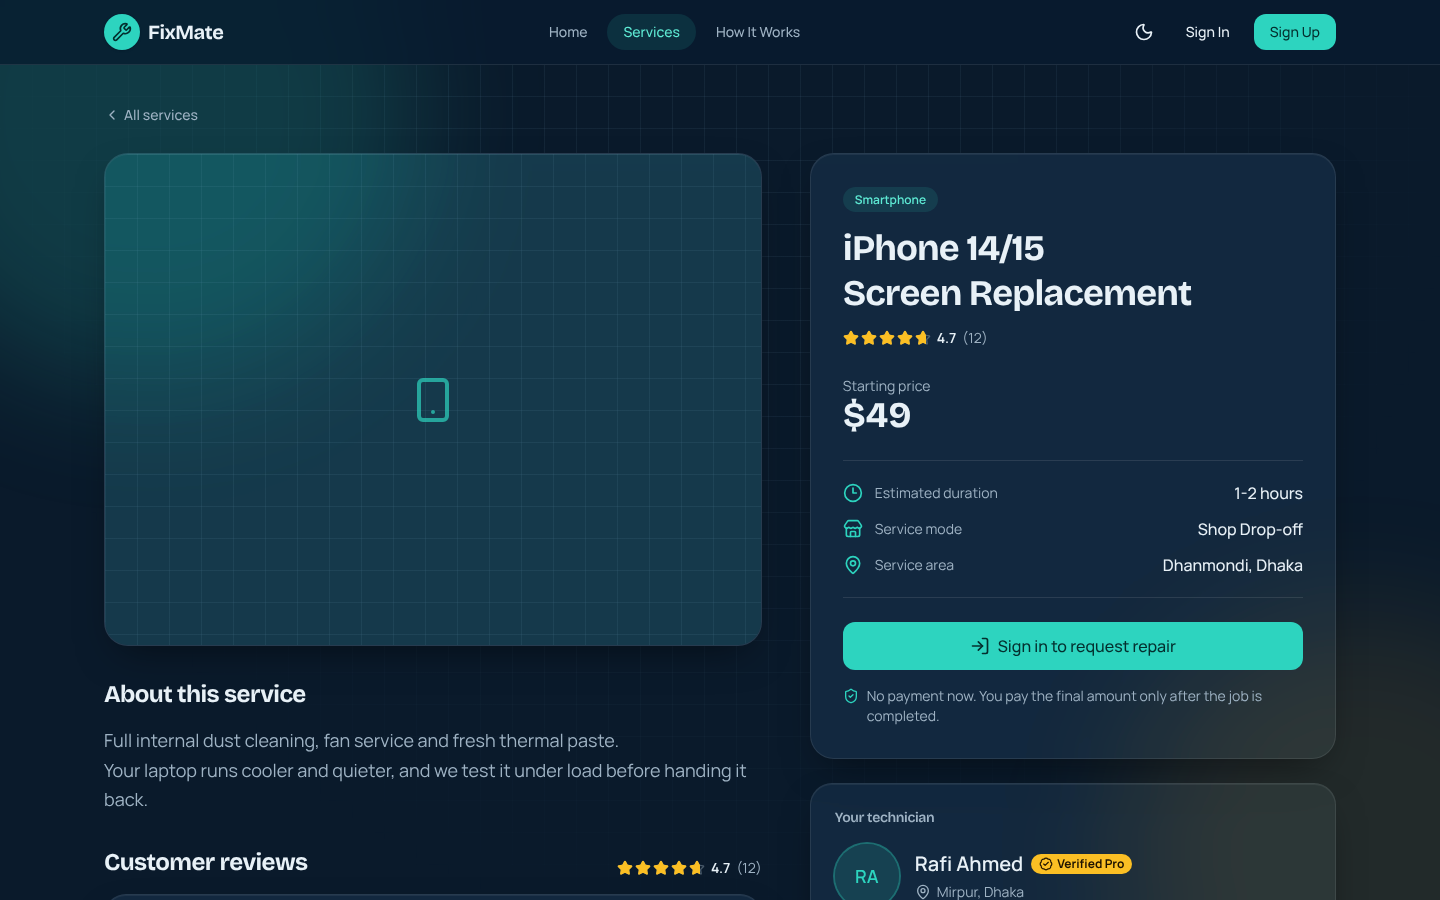 FixMate
Home
Services
How It Works
Sign In
Sign Up
All services
Smartphone
iPhone 14/15
Screen Replacement
4.7 (12)
Starting price
$49
Estimated duration
1-2 hours
Service mode
Shop Drop-off
Service area
Dhanmondi, Dhaka
Sign in to request repair
No payment now. You pay the final amount only after the job is
completed.
About this service
Full internal dust cleaning, fan service and fresh thermal paste.
Your laptop runs cooler and quieter, and we test it under load before handing it
back.
Customer reviews
4.7 (12)
Your technician
RA
Rafi Ahmed
Verified Pro
Mirpur, Dhaka